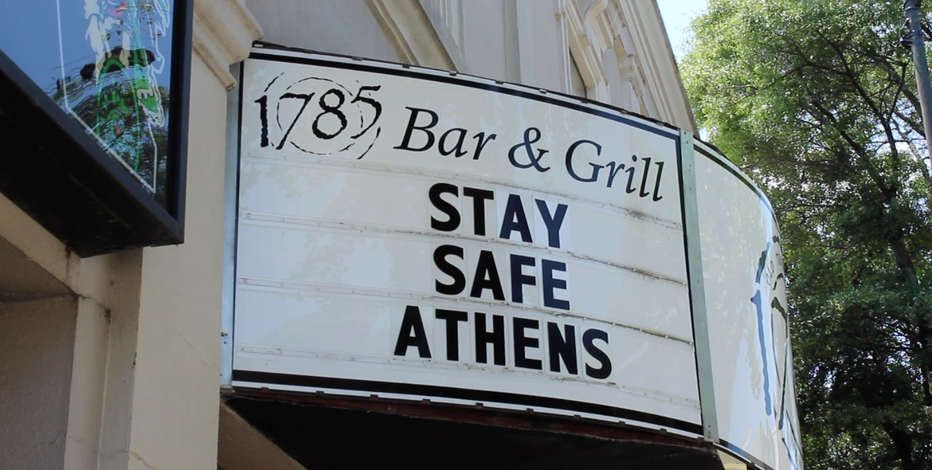 1785 Bar & Grill
STAY
SAFE
ATHENS